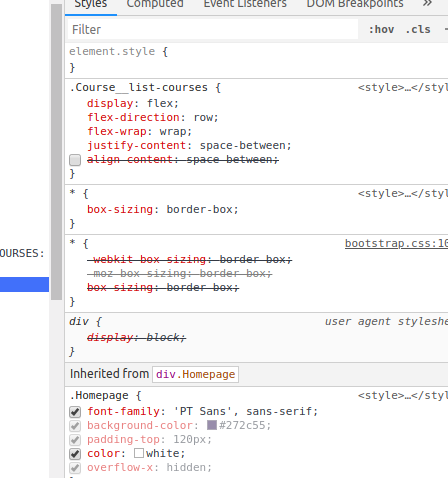 Styles Computed Event Listeners DOM Breakpoints »
Filter :hov .cls
element.style {
}
.Course__list-courses { <style>…</styl
display: flex;
flex-direction: row;
flex-wrap: wrap;
justify-content: space-between;
align-content: space-between;
}
* { <style>…</styl
box-sizing: border-box;
}
OURSES:
* { bootstrap.css:10
-webkit-box-sizing: border-box;
-moz-box-sizing: border-box;
box-sizing: border-box;
}
div { user agent styleshe
display: block;
}
Inherited from div.Homepage
.Homepage { <style>…</styl
font-family: 'PT Sans', sans-serif;
background-color: #272c55;
padding-top: 120px;
color: white;
overflow-x: hidden;
}